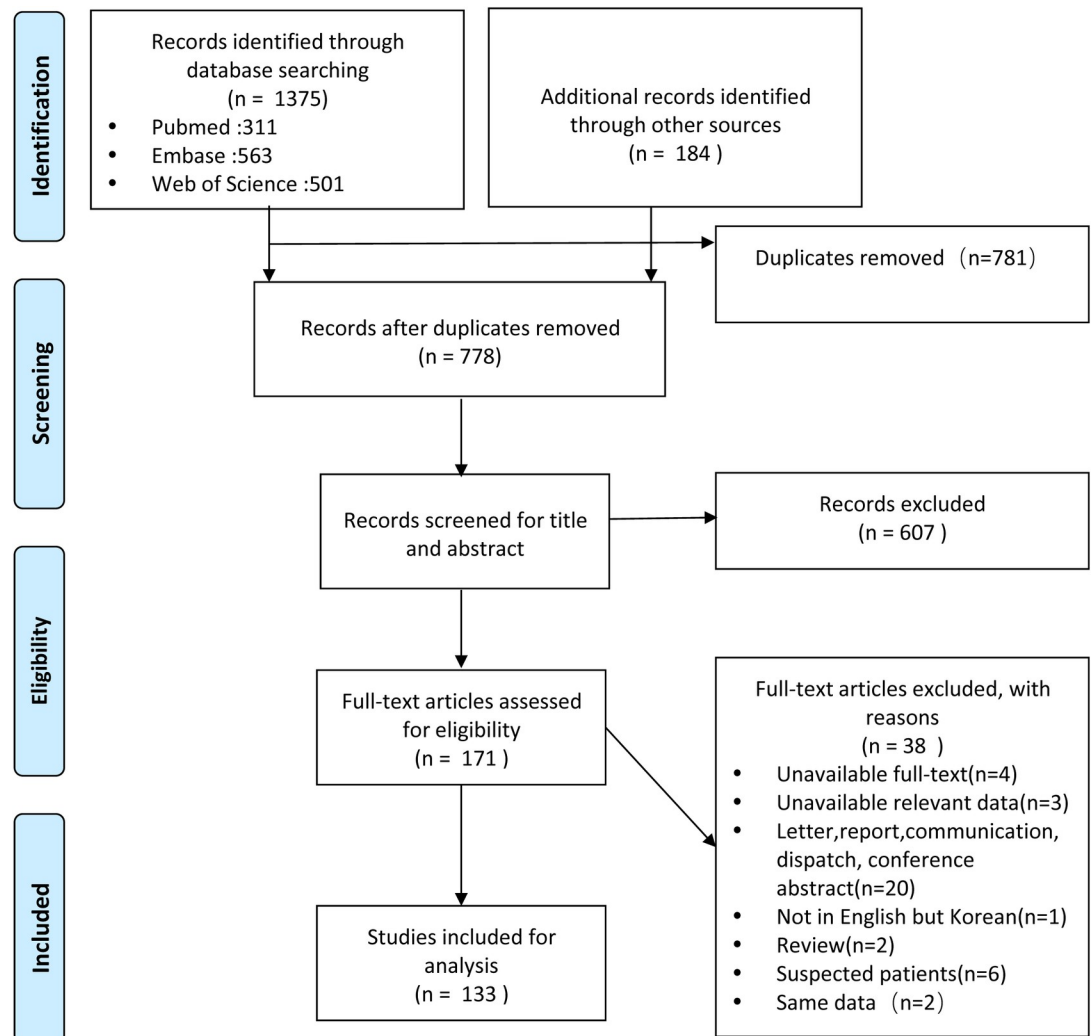 Identification
Records identified through
database searching
(n = 1375)
• Pubmed :311
• Embase :563
• Web of Science :501
Additional records identified
through other sources
(n = 184 )
Duplicates removed（n=781）
Screening
Records after duplicates removed
(n = 778)
Records screened for title
and abstract
Records excluded
(n = 607 )
Eligibility
Full-text articles assessed
for eligibility
(n = 171 )
Full-text articles excluded, with
reasons
(n = 38 )
• Unavailable full-text(n=4)
• Unavailable relevant data(n=3)
• Letter,report,communication,
dispatch, conference
abstract(n=20)
• Not in English but Korean(n=1)
• Review(n=2)
• Suspected patients(n=6)
• Same data（n=2）
Included
Studies included for
analysis
(n = 133 )